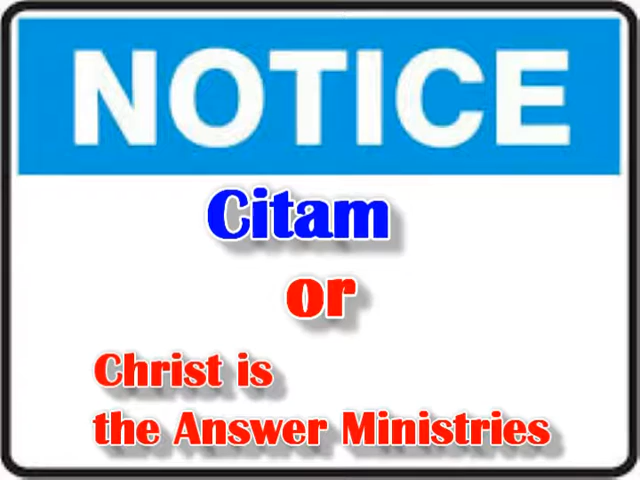 NOTICE
Citam
or
Christ is
the Answer Ministries